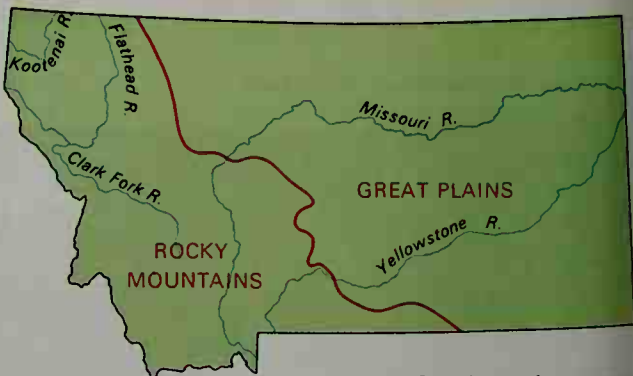 Kootenai R.
Flathead R.
Missouri R.
Clark Fork R.
GREAT PLAINS
Yellowstone R.
ROCKY
MOUNTAINS